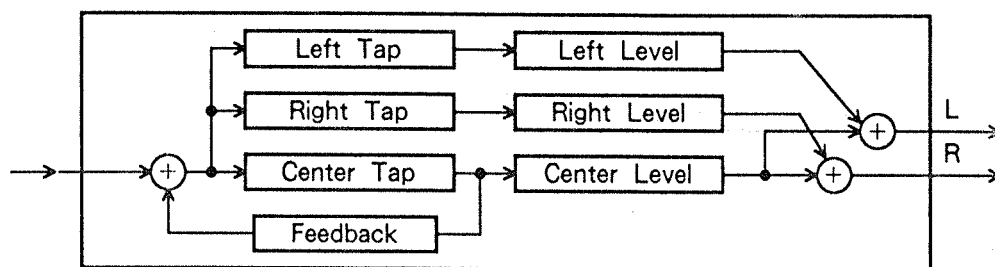 Left Tap Left Level
Right Tap Right Level
L
R
Center Tap Center Level
Feedback